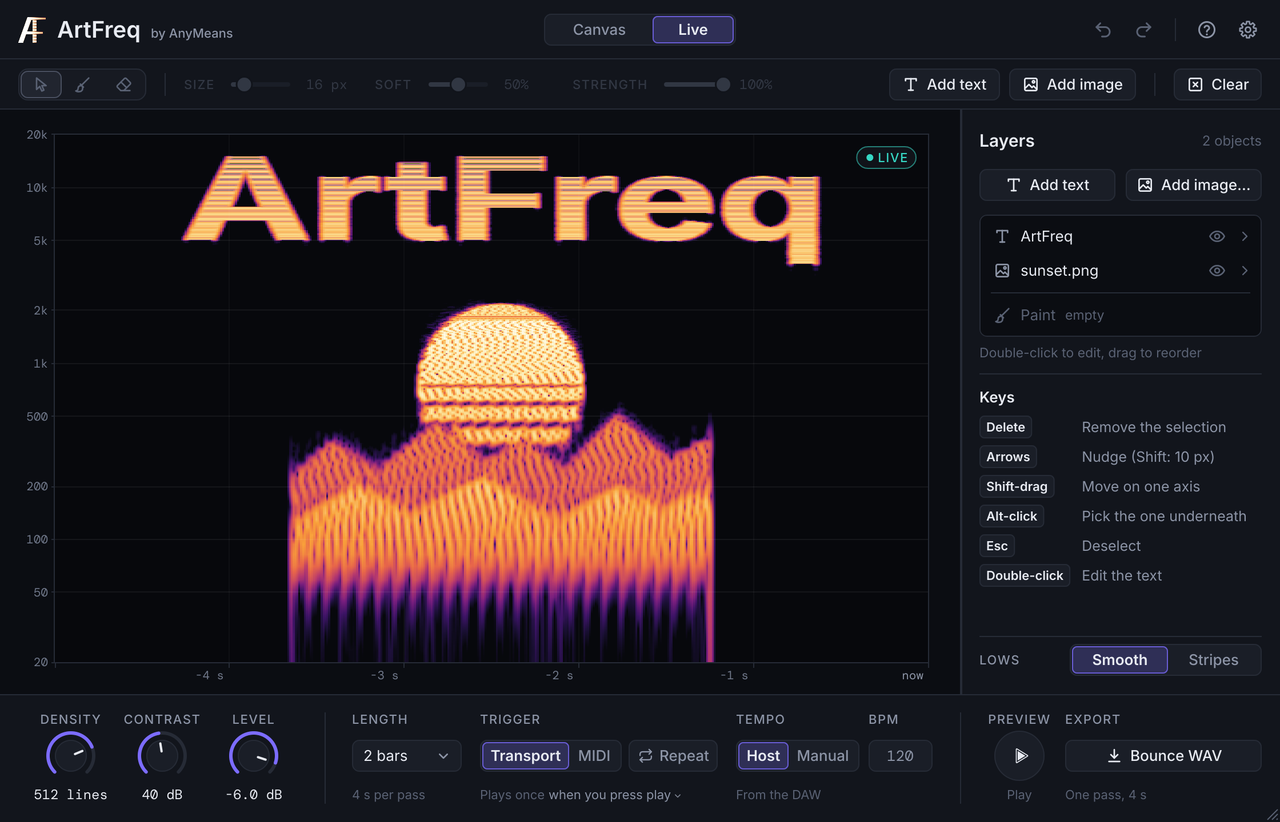 ArtFreq by AnyMeans
Canvas Live
SIZE 16 px SOFT 50% STRENGTH 100%
Add text Add image Clear
20k
10k
5k
2k
1k
500
200
100
50
20
ArtFreq
LIVE
-4 s -3 s -2 s -1 s now
Layers 2 objects
Add text Add image...
ArtFreq
sunset.png
Paint empty
Double-click to edit, drag to reorder
Keys
Delete Remove the selection
Arrows Nudge (Shift: 10 px)
Shift-drag Move on one axis
Alt-click Pick the one underneath
Esc Deselect
Double-click Edit the text
LOWS Smooth Stripes
DENSITY CONTRAST LEVEL
512 lines 40 dB -6.0 dB
LENGTH
2 bars
4 s per pass
TRIGGER
Transport MIDI Repeat
Plays once when you press play
TEMPO BPM
Host Manual 120
From the DAW
PREVIEW
Play
EXPORT
Bounce WAV
One pass, 4 s